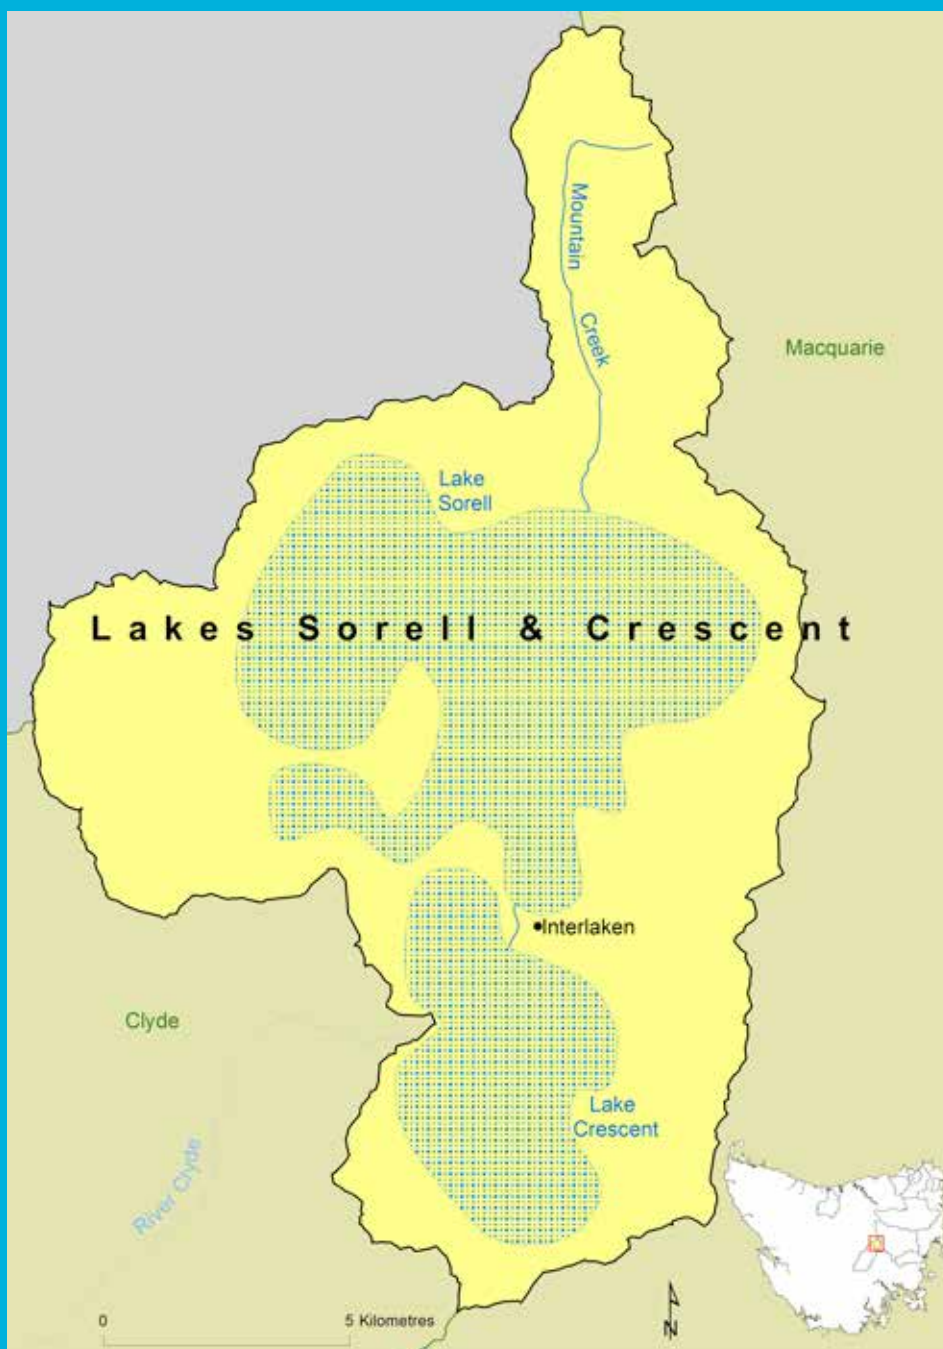 Mountain
Creek
Macquarie
Lake
Sorell
Lakes Sorell & Crescent
Interlaken
Clyde
Lake
Crescent
River Clyde
0 5 Kilometres
N